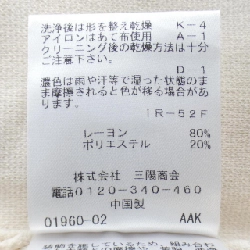 洗浄後は形を整え乾燥 K-4
アイロンはあて布使用 A-1
クリーニング後の乾燥方法は十分
ご注意下さい。
D 1
濃色は雨や汗等で湿った状態のま
ま摩擦されると色が移る場合があ
ります。
1R-52F
レーヨン 80%
ポリエステル 20%
株式会社 三陽商会
電話0120-340-460
中国製
01960-02 AAK